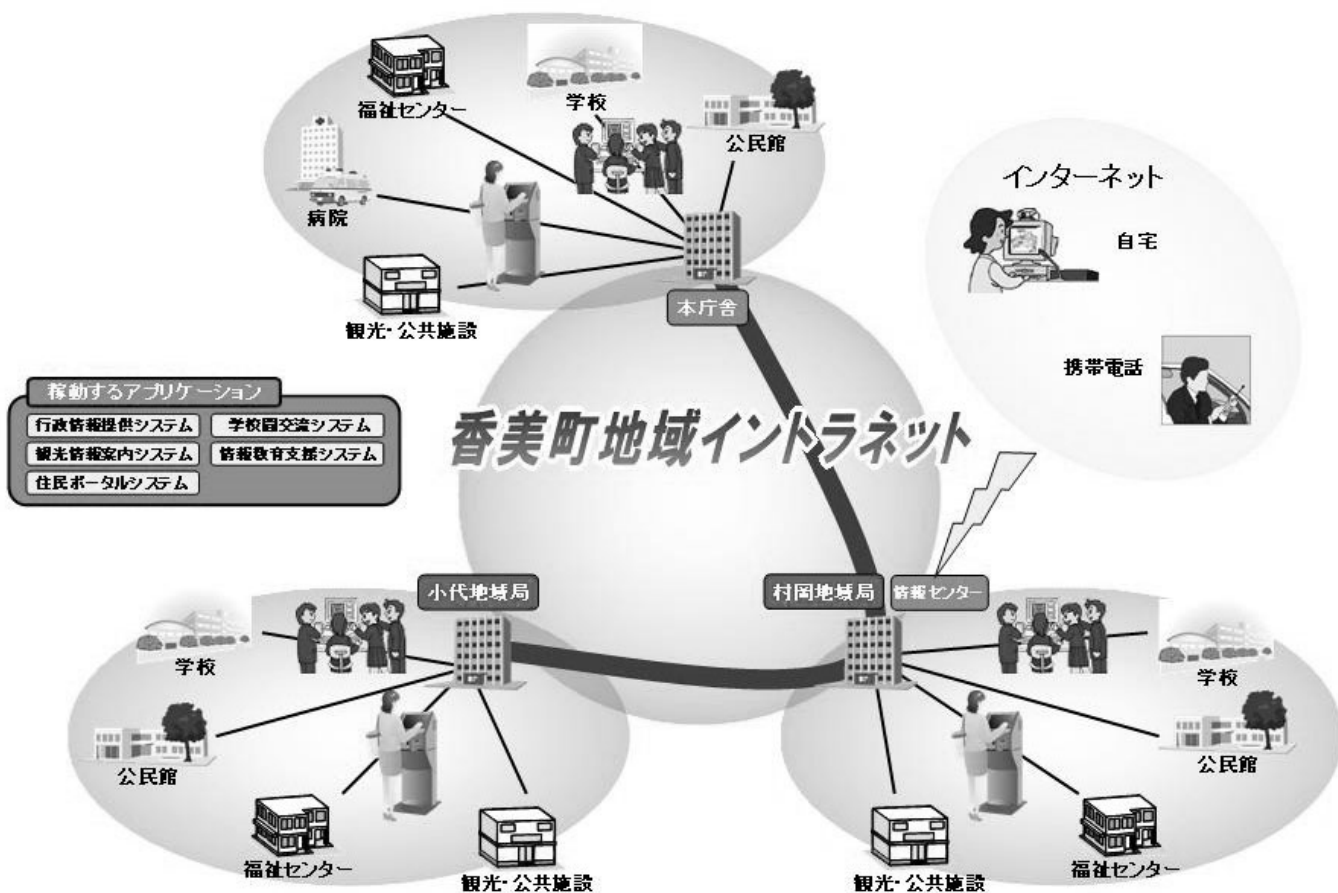 福祉センター
学校
公民館
病院
観光・公共施設
本庁舎
インターネット
自宅
携帯電話
稼動するアプリケーション
行政情報提供システム
学校間交流システム
観光情報案内システム
情報教育支援システム
住民ポータルシステム
香美町地域イントラネット
小代地域局
村岡地域局
情報センター
学校
公民館
福祉センター
観光・公共施設
学校
公民館
観光・公共施設
福祉センター